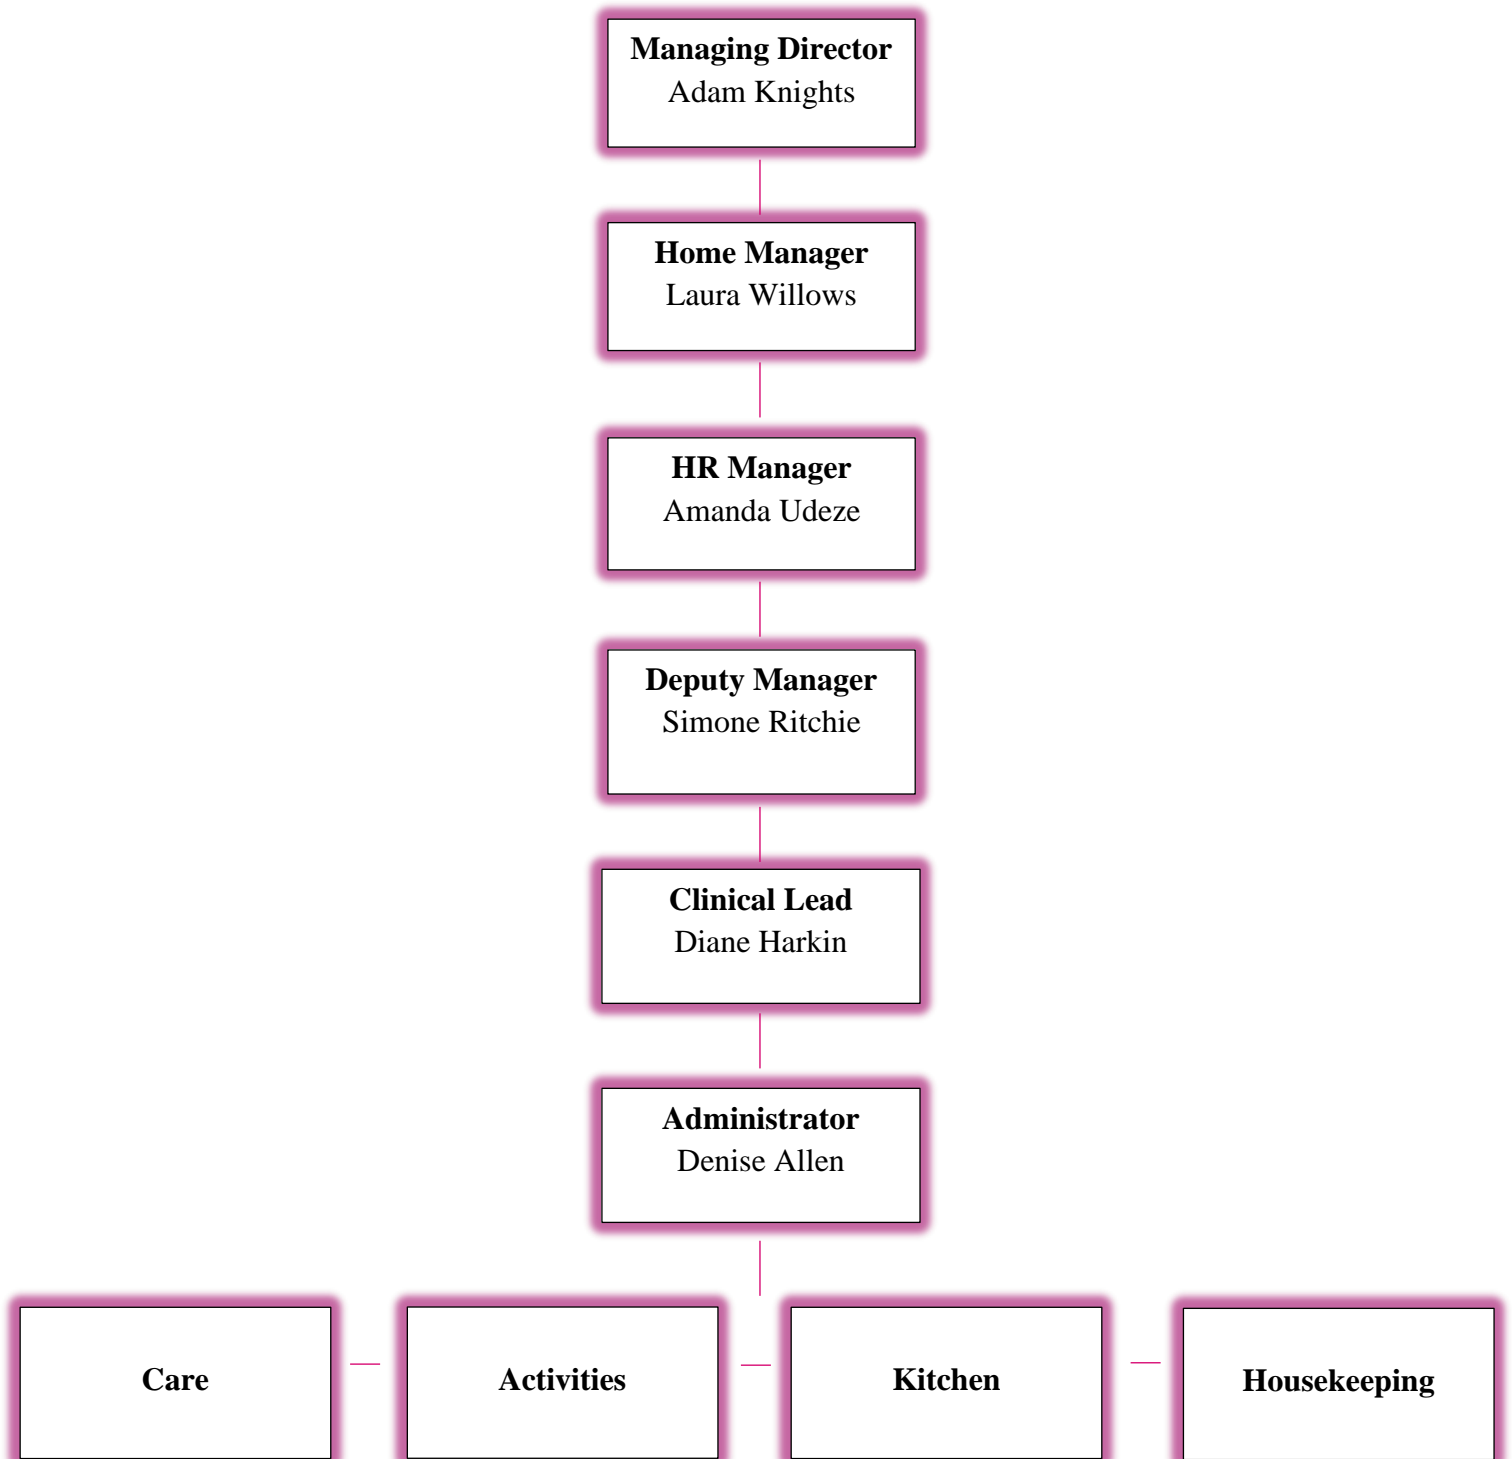 Managing Director
Adam Knights
Home Manager
Laura Willows
HR Manager
Amanda Udeze
Deputy Manager
Simone Ritchie
Clinical Lead
Diane Harkin
Administrator
Denise Allen
Care
Activities
Kitchen
Housekeeping